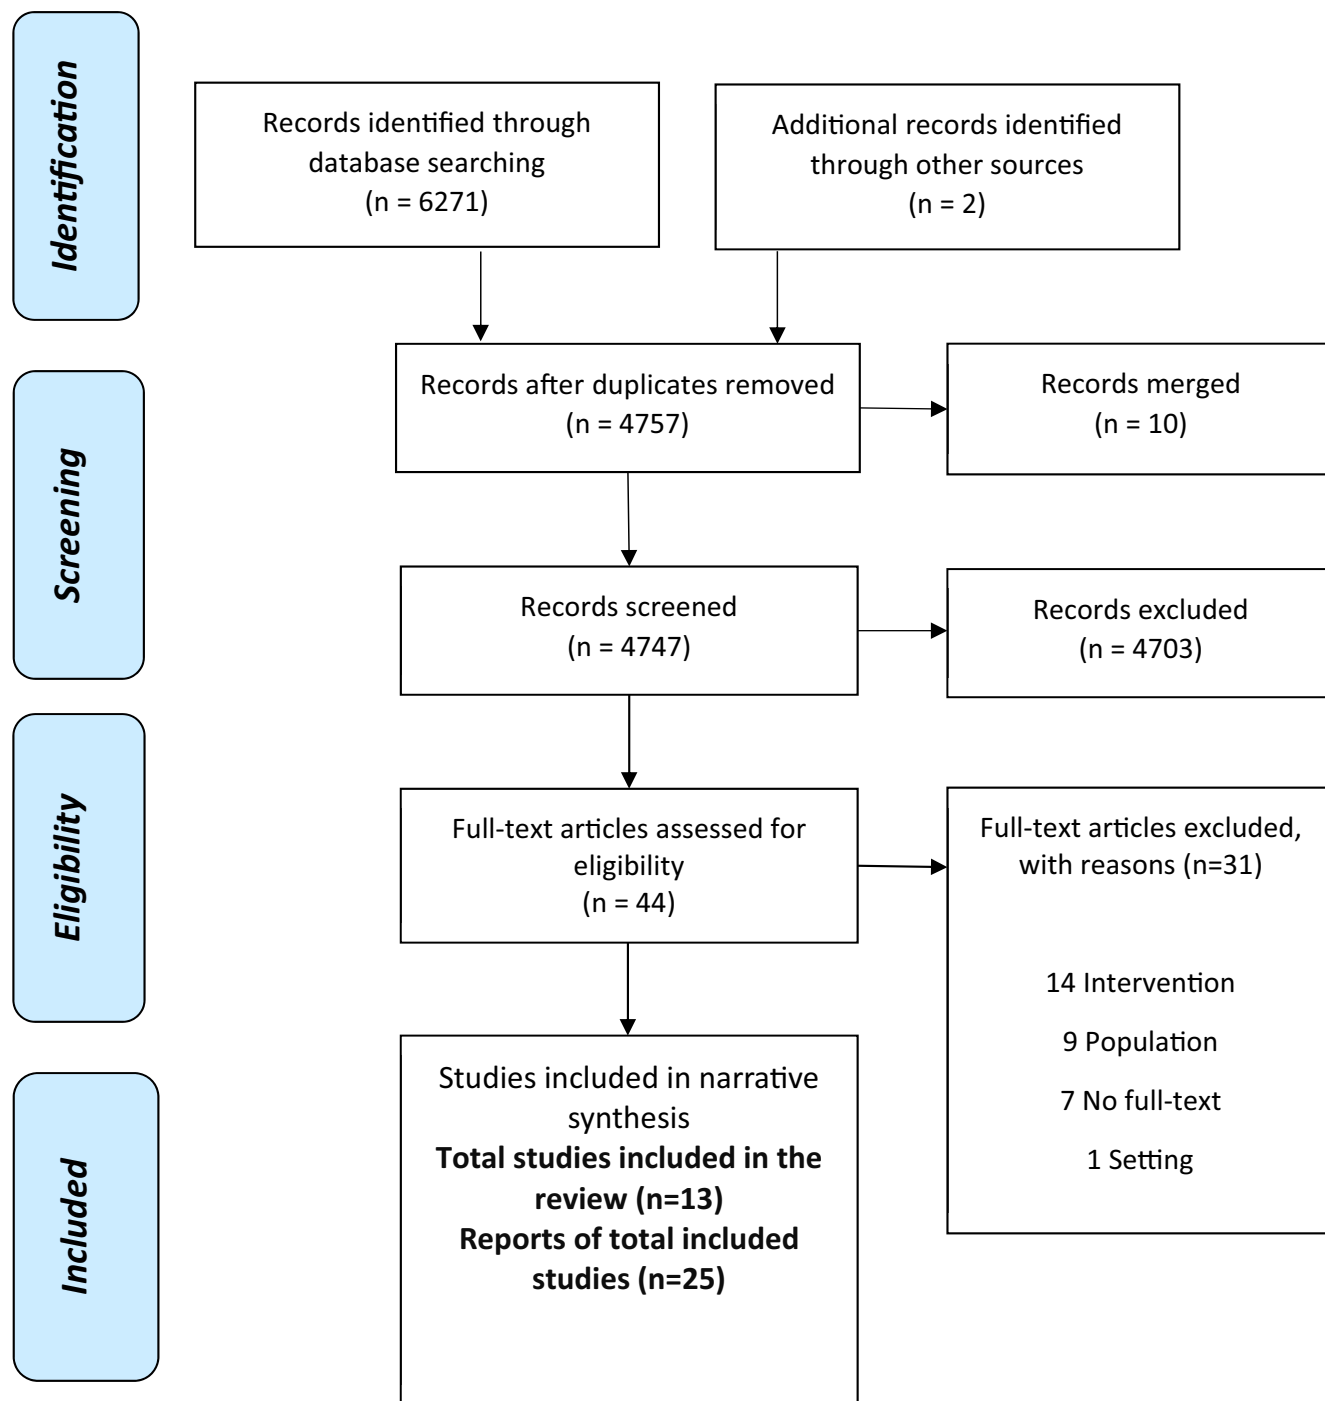 Identification
Records identified through
database searching
(n = 6271)
Additional records identified
through other sources
(n = 2)
Screening
Records after duplicates removed
(n = 4757)
Records merged
(n = 10)
Records screened
(n = 4747)
Records excluded
(n = 4703)
Eligibility
Full-text articles assessed for
eligibility
(n = 44)
Full-text articles excluded,
with reasons (n=31)
14 Intervention
9 Population
7 No full-text
1 Setting
Included
Studies included in narrative
synthesis
Total studies included in the
review (n=13)
Reports of total included
studies (n=25)